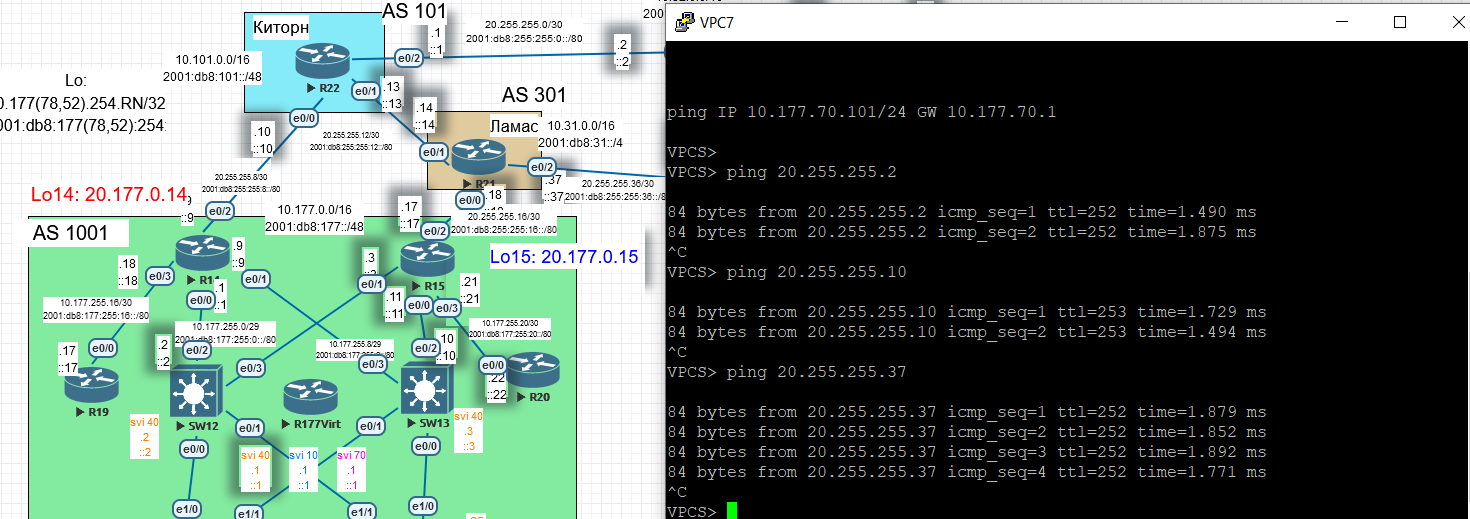 AS 101
Киторн
20.255.255.0/30
2001:db8:255:255:0::/80
.1
::1
.2
::2
e0/2
10.101.0.0/16
2001:db8:101::/48
R22
e0/1
.13
::13
AS 301
Lo:
0.177(78,52).254.RN/32
001:db8:177(78,52):254:
e0/0
.10
::10
.14
::14
20.255.255.12/30
2001:db8:255:255:12::/80
Ламас
10.31.0.0/16
2001:db8:31::/4
e0/1
e0/2
R21
.37
::37
20.255.255.36/30
2001:db8:255:255:36::/80
20.255.255.8/30
2001:db8:255:255:8::/80
Lo14: 20.177.0.14
::9
e0/2
10.177.0.0/16
2001:db8:177::/48
.17
::17
e0/0
.18
20.255.255.16/30
2001:db8:255:255:16::/80
e0/2
AS 1001
Lo15: 20.177.0.15
.9
::9
R14
R15
.18
::18
e0/3
e0/0
.1
::1
e0/1
.3
e0/1
.11
::11
e0/0
.21
::21
e0/3
10.177.255.16/30
2001:db8:177:255:16::/80
10.177.255.0/29
2001:db8:177:255:0::/80
10.177.255.8/29
10.177.255.20/30
2001:db8:177:255:20::/80
.17
::17
e0/0
.2
::2
e0/2
e0/3
e0/3
e0/2
.10
::10
e0/0
.22
::22
R19
SW12
R177Virt
SW13
R20
svi 40
.2
::2
e0/0
e0/1
e0/1
e0/0
svi 40
.3
::3
svi 40
.1
::1
svi 10
.1
::1
svi 70
.1
::1
e1/0
e1/1
e1/1
e1/0
VPC7
ping IP 10.177.70.101/24 GW 10.177.70.1
VPCS>
VPCS> ping 20.255.255.2
84 bytes from 20.255.255.2 icmp_seq=1 ttl=252 time=1.490 ms
84 bytes from 20.255.255.2 icmp_seq=2 ttl=252 time=1.875 ms
^C
VPCS> ping 20.255.255.10
84 bytes from 20.255.255.10 icmp_seq=1 ttl=253 time=1.729 ms
84 bytes from 20.255.255.10 icmp_seq=2 ttl=253 time=1.494 ms
^C
VPCS> ping 20.255.255.37
84 bytes from 20.255.255.37 icmp_seq=1 ttl=252 time=1.879 ms
84 bytes from 20.255.255.37 icmp_seq=2 ttl=252 time=1.852 ms
84 bytes from 20.255.255.37 icmp_seq=3 ttl=252 time=1.892 ms
84 bytes from 20.255.255.37 icmp_seq=4 ttl=252 time=1.771 ms
^C
VPCS>